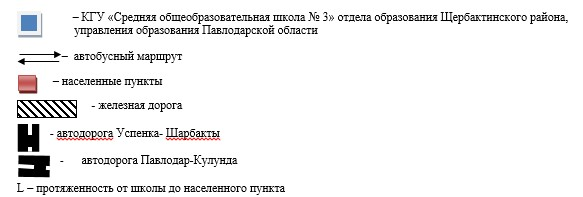 – КГУ «Средняя общеобразовательная школа № 3» отдела образования Щербактинского района,
управления образования Павлодарской области
– автобусный маршрут
– населенные пункты
- железная дорога
- автодорога Успенка- Шарбакты
- автодорога Павлодар-Кулунда
L – протяженность от школы до населенного пункта